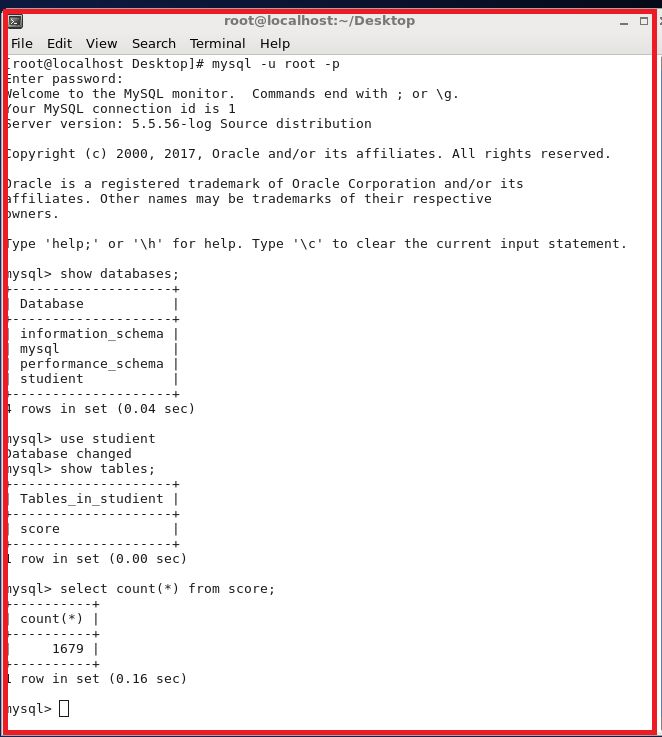 root@localhost:~/Desktop
File Edit View Search Terminal Help
[root@localhost Desktop]# mysql -u root -p
Enter password:
Welcome to the MySQL monitor.  Commands end with ; or \g.
Your MySQL connection id is 1
Server version: 5.5.56-log Source distribution
Copyright (c) 2000, 2017, Oracle and/or its affiliates. All rights reserved.
Oracle is a registered trademark of Oracle Corporation and/or its
affiliates. Other names may be trademarks of their respective
owners.
Type 'help;' or '\h' for help. Type '\c' to clear the current input statement.
mysql> show databases;
+--------------------+
| Database           |
+--------------------+
| information_schema |
| mysql              |
| performance_schema |
| studient           |
+--------------------+
4 rows in set (0.04 sec)
mysql> use studient
Database changed
mysql> show tables;
+--------------------+
| Tables_in_studient |
+--------------------+
| score              |
+--------------------+
1 row in set (0.00 sec)
mysql> select count(*) from score;
+----------+
| count(*) |
+----------+
|     1679 |
+----------+
1 row in set (0.16 sec)
mysql>